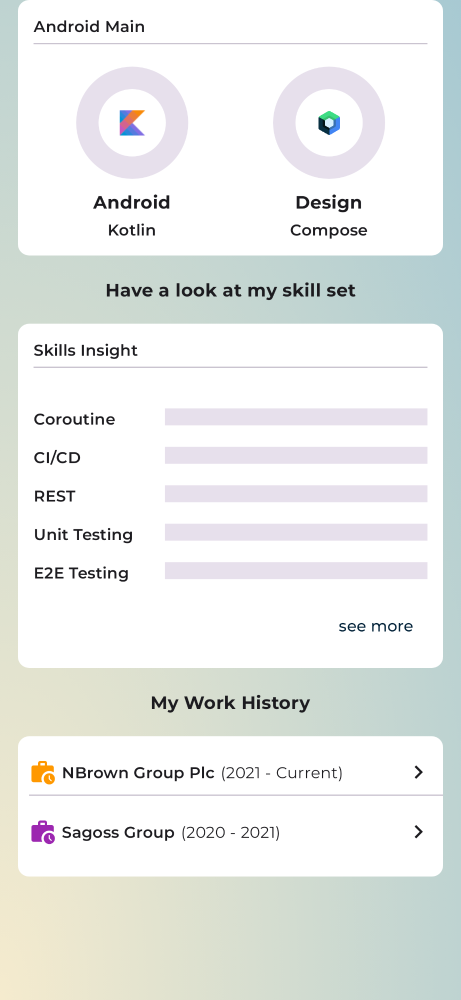 Android Main
Android
Design
Kotlin
Compose
Have a look at my skill set
Skills Insight
Coroutine
CI/CD
REST
Unit Testing
E2E Testing
see more
My Work History
NBrown Group Plc (2021 - Current)
Sagoss Group (2020 - 2021)